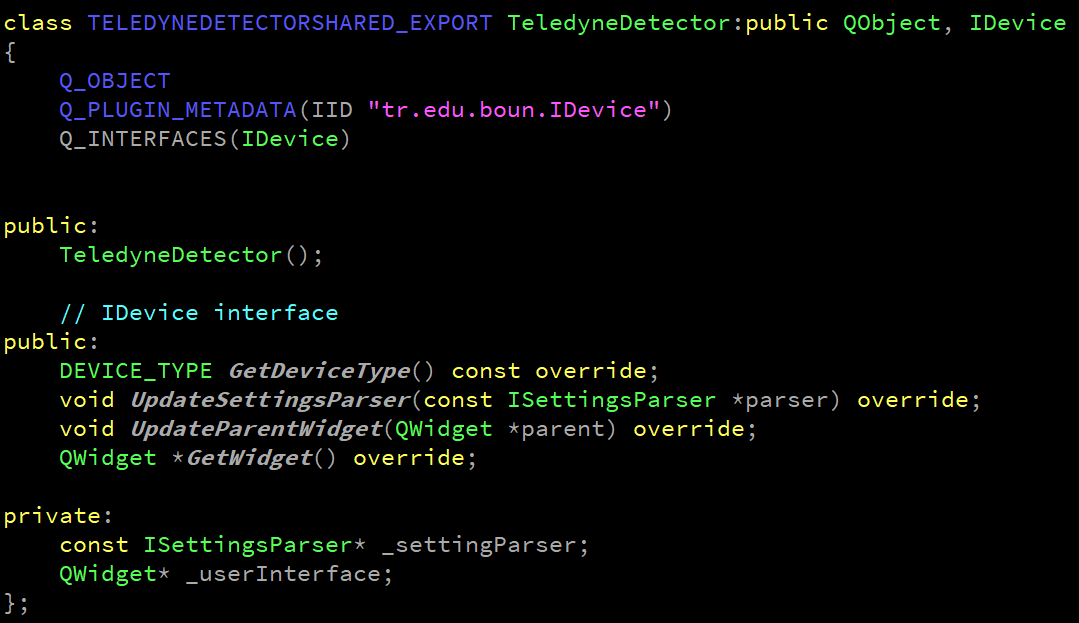 class TELEDYNEDETECTORSHARED_EXPORT TeledyneDetector:public QObject, IDevice
{
    Q_OBJECT
    Q_PLUGIN_METADATA(IID "tr.edu.boun.IDevice")
    Q_INTERFACES(IDevice)


public:
    TeledyneDetector();

    // IDevice interface
public:
    DEVICE_TYPE GetDeviceType() const override;
    void UpdateSettingsParser(const ISettingsParser *parser) override;
    void UpdateParentWidget(QWidget *parent) override;
    QWidget *GetWidget() override;

private:
    const ISettingsParser* _settingParser;
    QWidget* _userInterface;
};